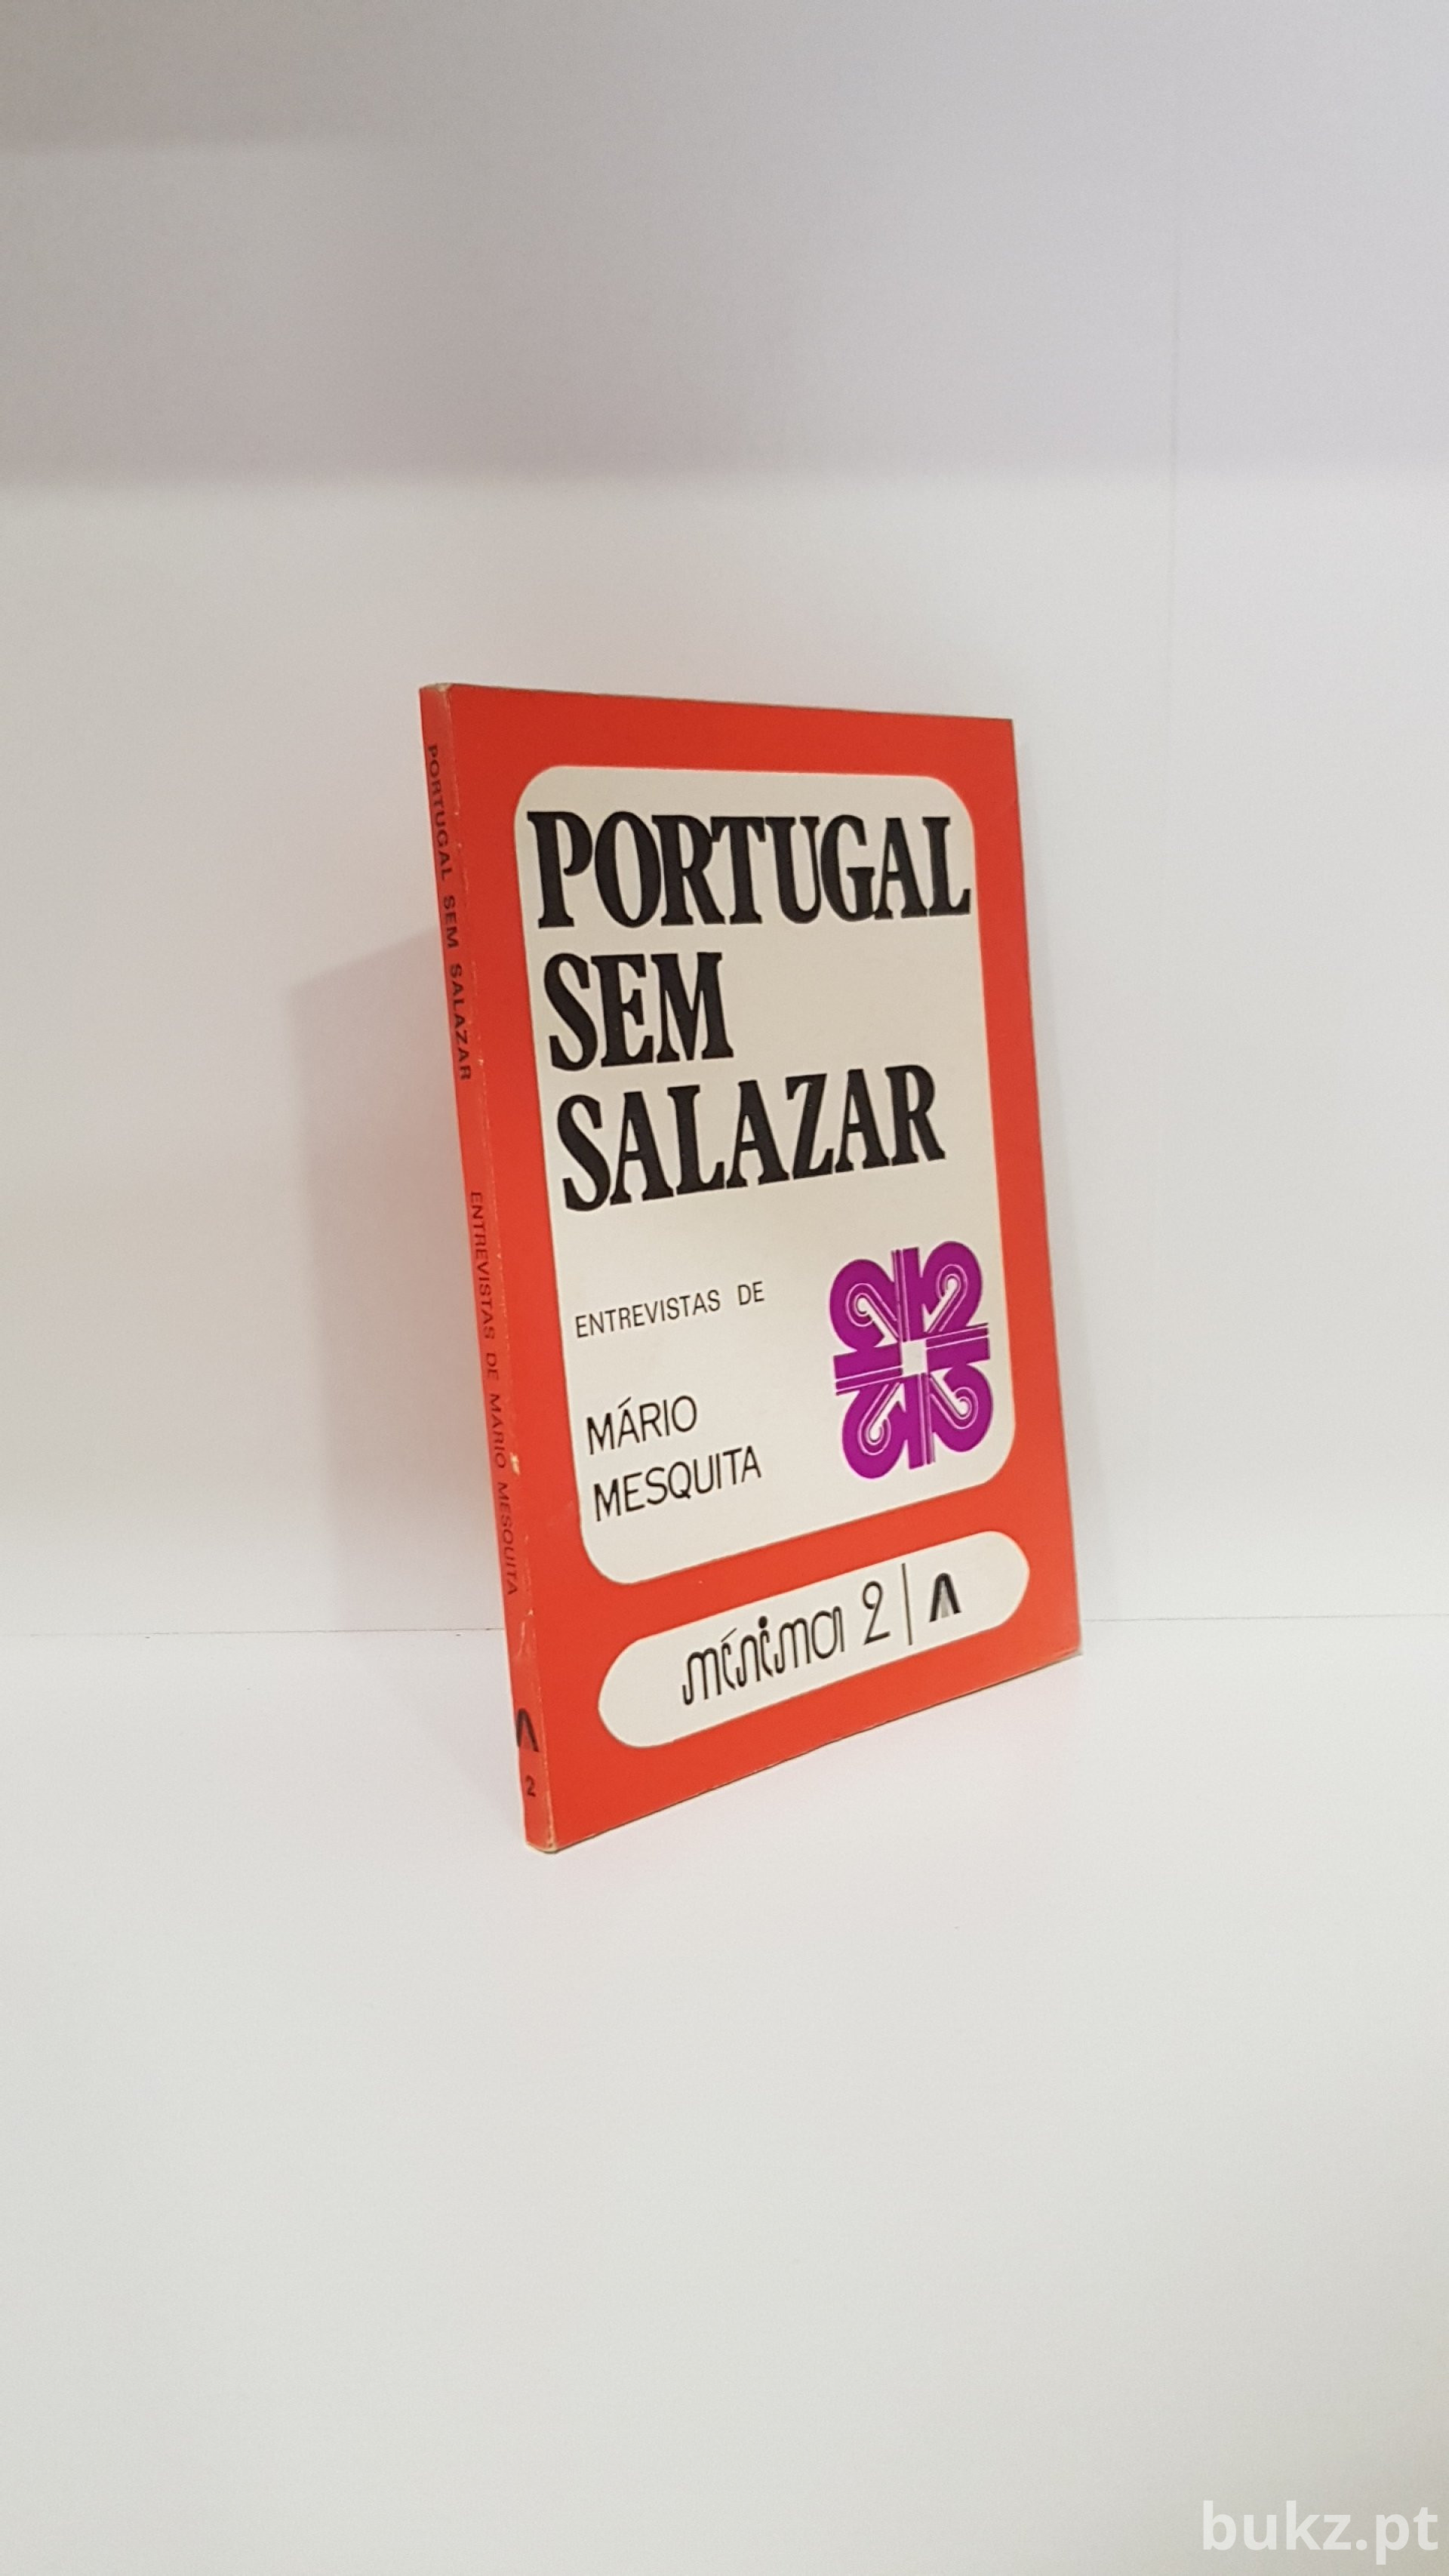 PORTUGAL
SEM
SALAZAR
ENTREVISTAS DE
MÁRIO
MESQUITA
mínima 2
PORTUGAL SEM SALAZAR ENTREVISTAS DE MÁRIO MESQUITA
2
bukz.pt